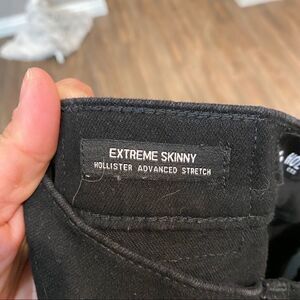 EXTREME SKINNY
HOLLISTER ADVANCED STRETCH